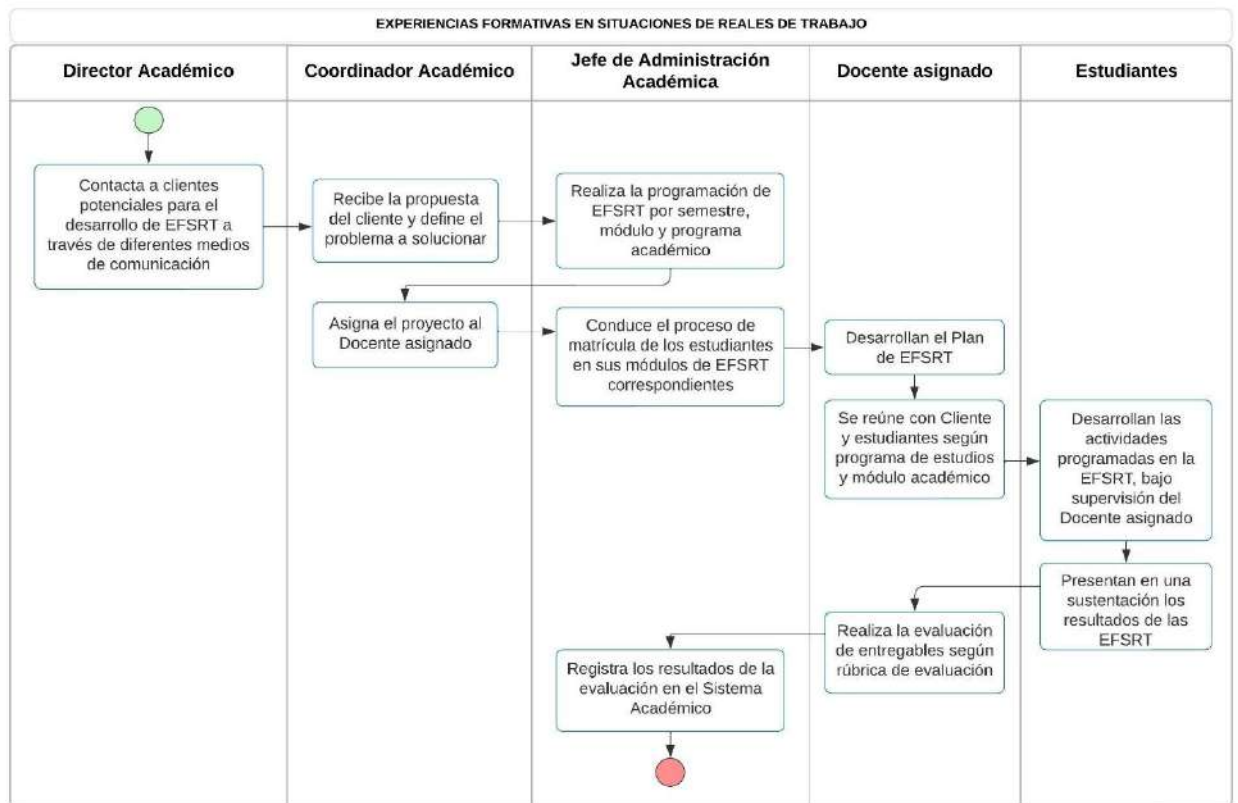 EXPERIENCIAS FORMATIVAS EN SITUACIONES DE REALES DE TRABAJO
Director Académico
Coordinador Académico
Jefe de Administración
Académica
Docente asignado
Estudiantes
Contacta a clientes
potenciales para el
desarrollo de EFSRT a
través de diferentes medios
de comunicación
Recibe la propuesta
del cliente y define el
problema a solucionar
Realiza la programación de
EFSRT por semestre,
módulo y programa
académico
Asigna el proyecto al
Docente asignado
Conduce el proceso de
matrícula de los estudiantes
en sus módulos de EFSRT
correspondientes
Desarrollan el Plan
de EFSRT
Se reúne con Cliente
y estudiantes según
programa de estudios
y módulo académico
Desarrollan las
actividades
programadas en la
EFSRT, bajo
supervisión del
Docente asignado
Presentan en una
sustentación los
resultados de las
EFSRT
Realiza la evaluación
de entregables según
rúbrica de evaluación
Registra los resultados de la
evaluación en el Sistema
Académico